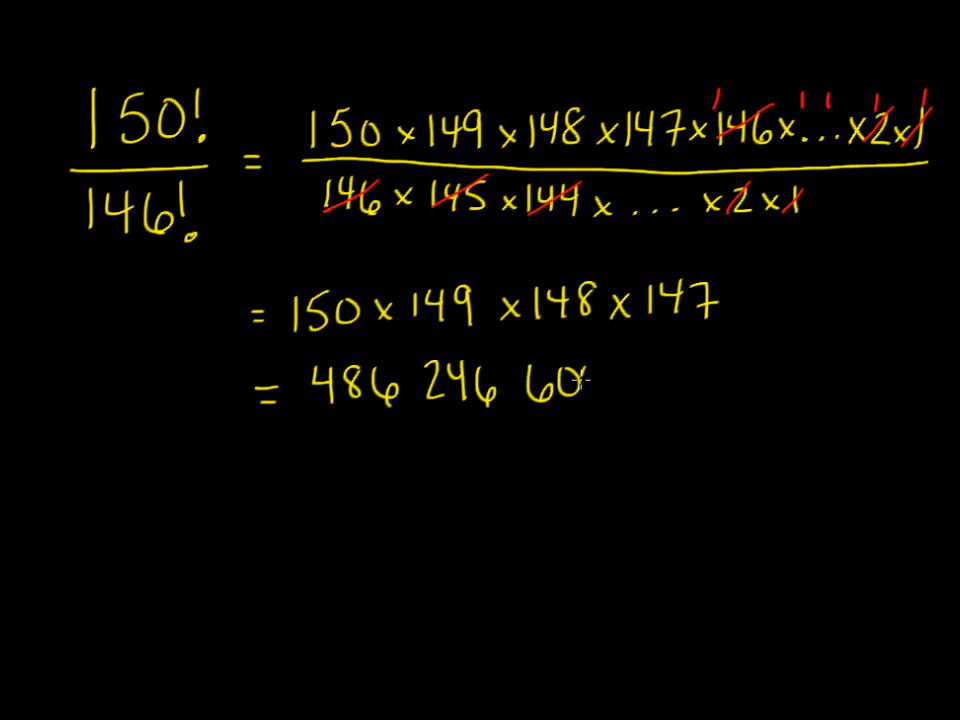 150! = 150 × 149 × 148 × 147 × 146 × ... × 2 × 1
146! 146 × 145 × 144 × ... × 2 × 1
= 150 × 149 × 148 × 147
= 486 246 60